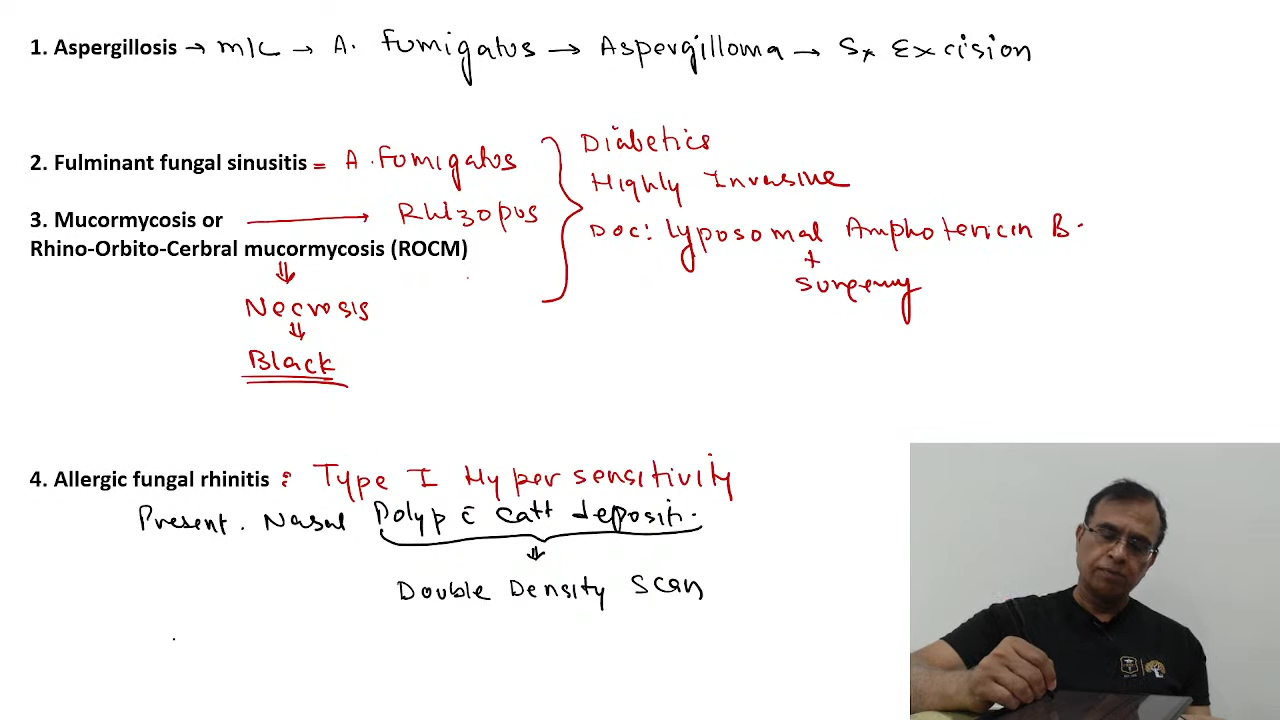 1. Aspergillosis → m/c → A. Fumigatus → Aspergilloma → Sx Excision
2. Fulminant fungal sinusitis = A. Fumigatus
3. Mucormycosis or → Rhizopus
Rhino-Orbito-Cerbral mucormycosis (ROCM)
⇓
Necrosis
⇓
Black
Diabetics
Highly Invasive
DOC: Lyposomal Amphotericin B.
+
Surgery
4. Allergic fungal rhinitis : Type I Hypersensitivity
Present. Nasal Polyp c̄ Ca++ deposit.
⇓
Double Density Scan